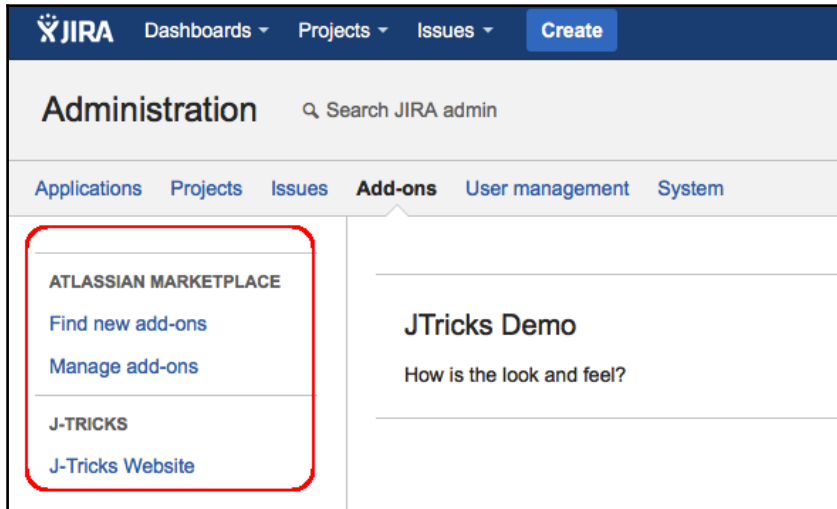 JIRA Dashboards Projects Issues Create
Administration Search JIRA admin
Applications Projects Issues Add-ons User management System
ATLASSIAN MARKETPLACE
Find new add-ons
Manage add-ons
J-TRICKS
J-Tricks Website
JTricks Demo
How is the look and feel?